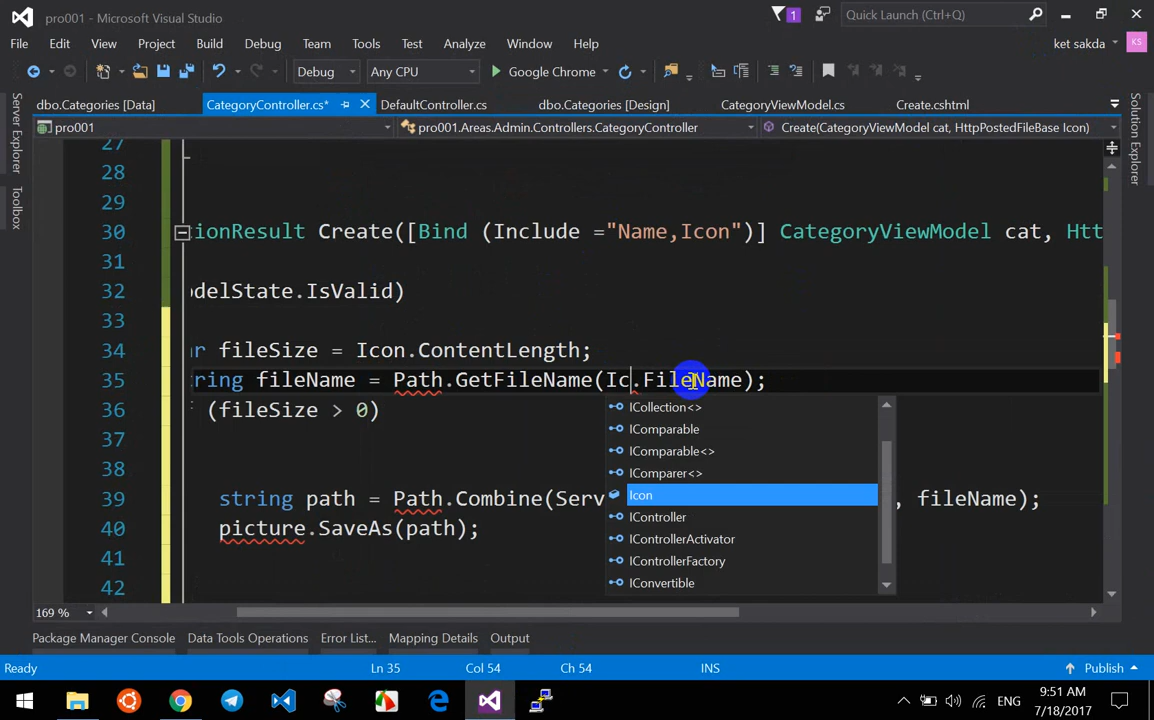 pro001 - Microsoft Visual Studio
1
Quick Launch (Ctrl+Q)
File Edit View Project Build Debug Team Tools Test Analyze Window Help
ket sakda
KS
Debug
Any CPU
Google Chrome
dbo.Categories [Data]
CategoryController.cs*
DefaultController.cs
dbo.Categories [Design]
CategoryViewModel.cs
Create.cshtml
pro001
pro001.Areas.Admin.Controllers.CategoryController
Create(CategoryViewModel cat, HttpPostedFileBase Icon)
Server Explorer
Toolbox
Solution Explorer
27
28
29
30 tionResult Create([Bind (Include ="Name,Icon")] CategoryViewModel cat, Htt
31
32 odelState.IsValid)
33
34 ar fileSize = Icon.ContentLength;
35 tring fileName = Path.GetFileName(Ic.FileName);
36 f (fileSize > 0)
37
38
39 string path = Path.Combine(Serv , fileName);
40 picture.SaveAs(path);
41
42
ICollection<>
IComparable
IComparable<>
IComparer<>
Icon
IController
IControllerActivator
IControllerFactory
IConvertible
169 %
Package Manager Console
Data Tools Operations
Error List...
Mapping Details
Output
Ready
Ln 35
Col 54
Ch 54
INS
Publish
ENG
9:51 AM
7/18/2017